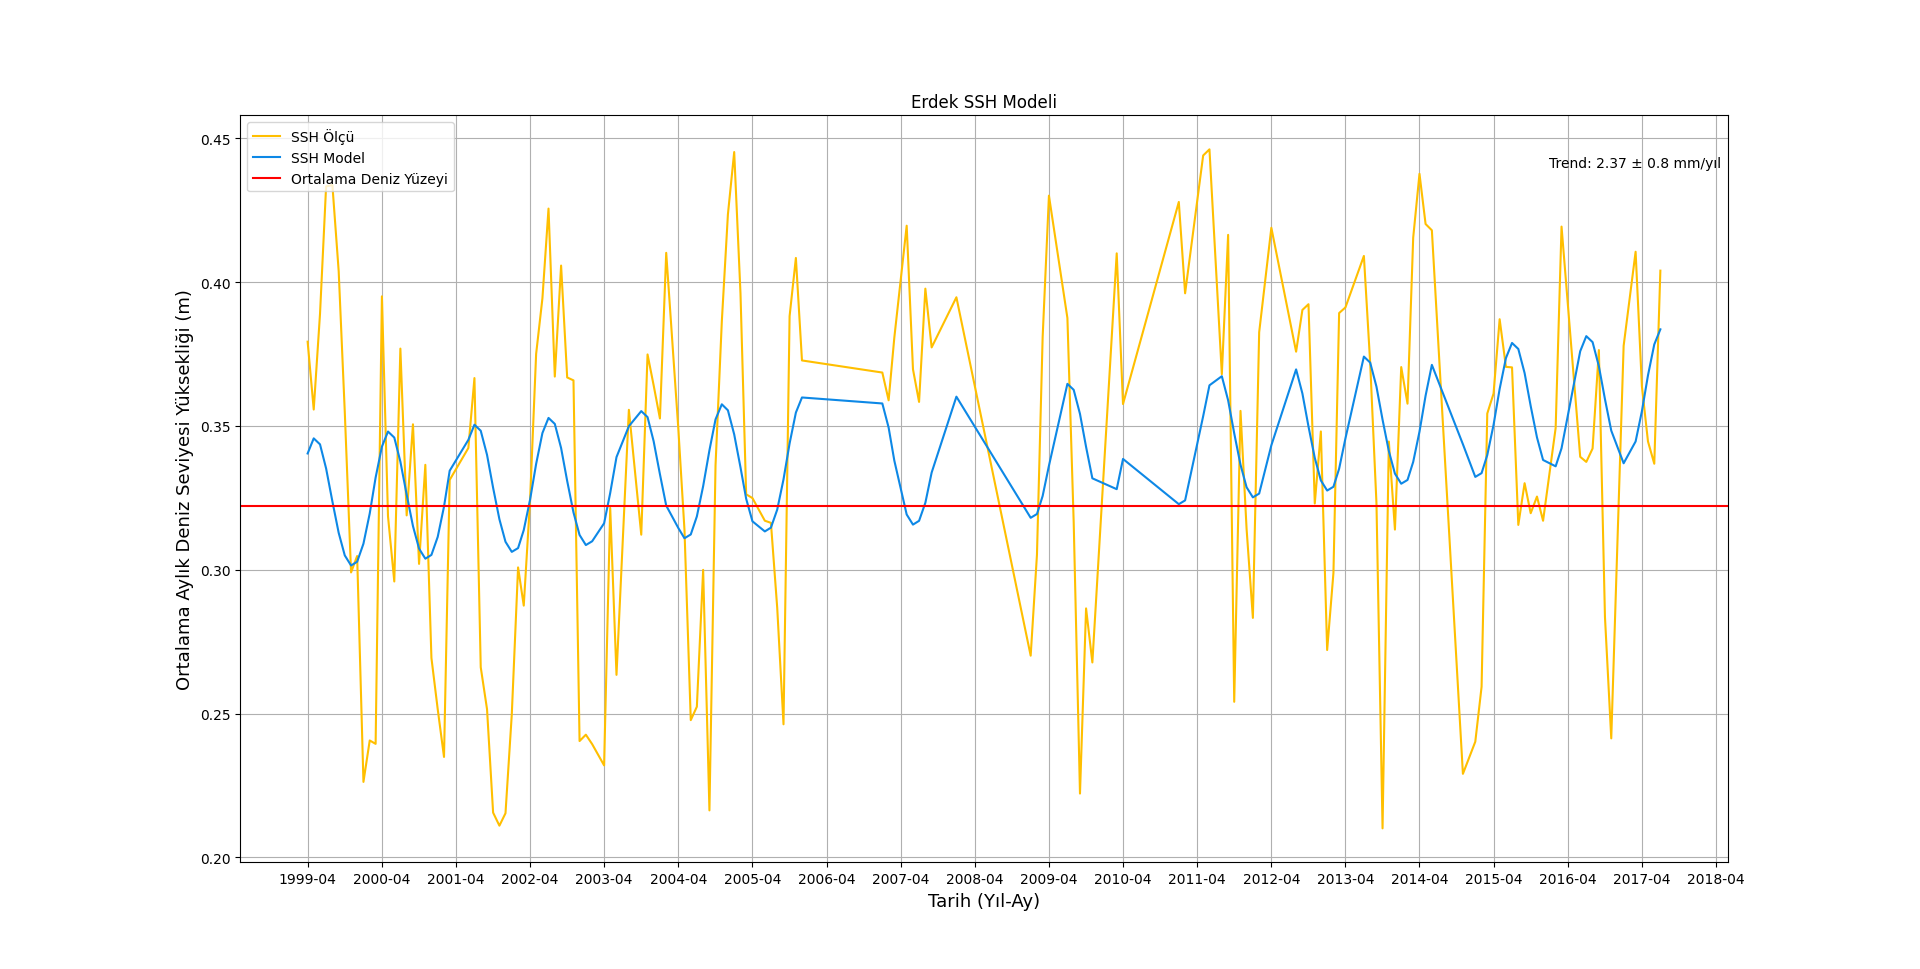 Erdek SSH Modeli
SSH Ölçü
SSH Model
Ortalama Deniz Yüzeyi
Trend: 2.37 ± 0.8 mm/yıl
Ortalama Aylık Deniz Seviyesi Yüksekliği (m)
0.45
0.40
0.35
0.30
0.25
0.20
1999-04 2000-04 2001-04 2002-04 2003-04 2004-04 2005-04 2006-04 2007-04 2008-04 2009-04 2010-04 2011-04 2012-04 2013-04 2014-04 2015-04 2016-04 2017-04 2018-04
Tarih (Yıl-Ay)